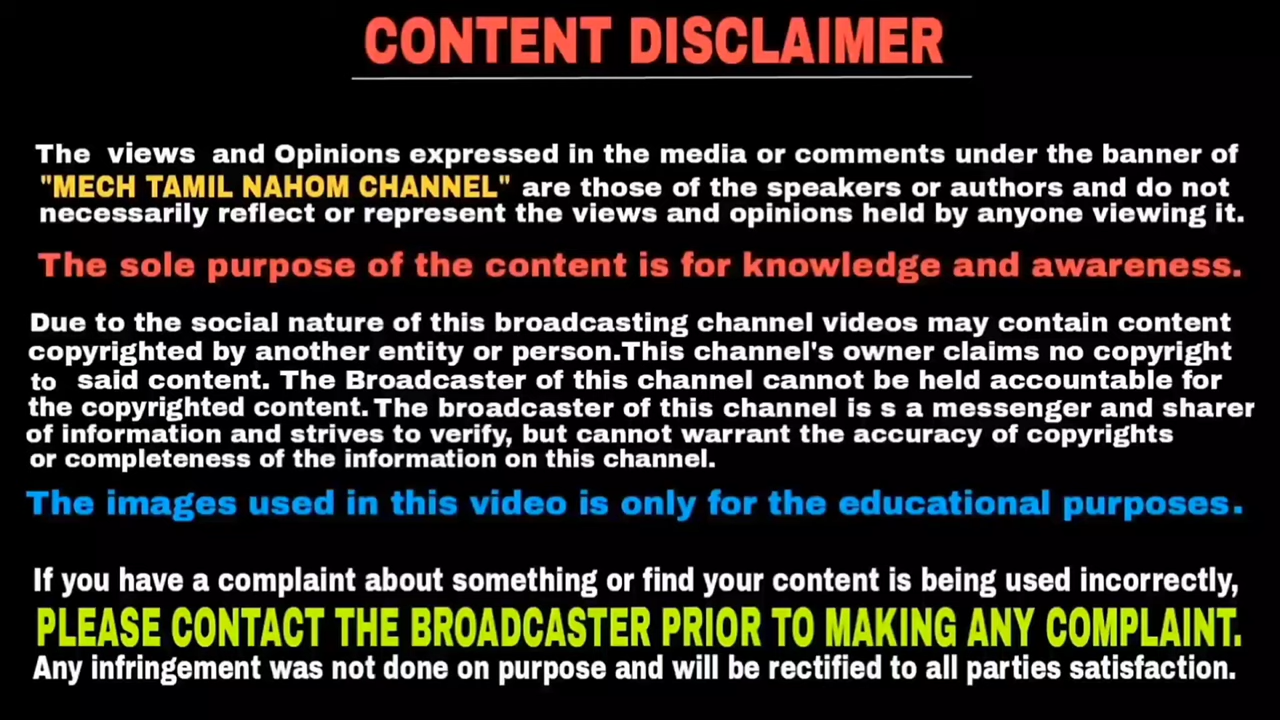 CONTENT DISCLAIMER
The views and Opinions expressed in the media or comments under the banner of
"MECH TAMIL NAHOM CHANNEL" are those of the speakers or authors and do not
necessarily reflect or represent the views and opinions held by anyone viewing it.
The sole purpose of the content is for knowledge and awareness.
Due to the social nature of this broadcasting channel videos may contain content
copyrighted by another entity or person.This channel's owner claims no copyright
to said content. The Broadcaster of this channel cannot be held accountable for
the copyrighted content. The broadcaster of this channel is s a messenger and sharer
of information and strives to verify, but cannot warrant the accuracy of copyrights
or completeness of the information on this channel.
The images used in this video is only for the educational purposes.
If you have a complaint about something or find your content is being used incorrectly,
PLEASE CONTACT THE BROADCASTER PRIOR TO MAKING ANY COMPLAINT.
Any infringement was not done on purpose and will be rectified to all parties satisfaction.